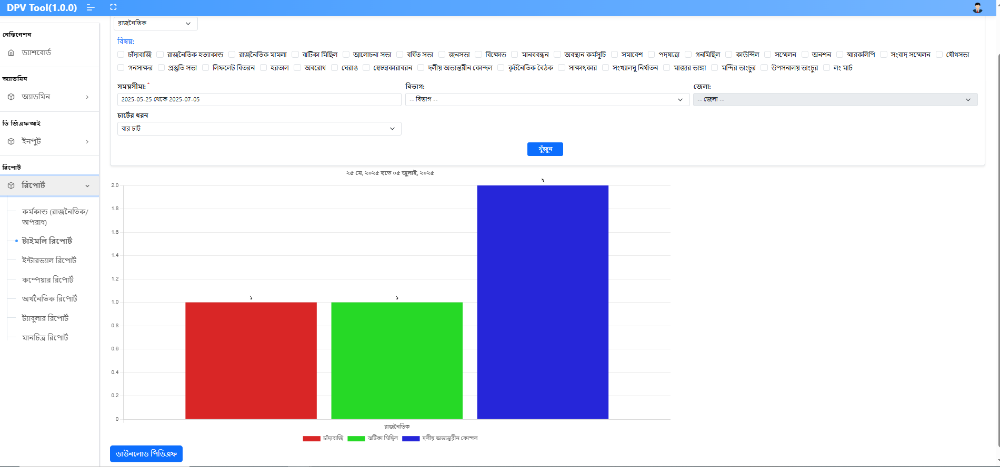 DPV Tool(1.0.0)
নেভিগেশন
ড্যাশবোর্ড
অ্যাডমিন
অ্যাডমিন
ডি জিএফআই
ইনপুট
রিপোর্ট
রিপোর্ট
কর্মকান্ড (রাজনৈতিক/
অপরাধ)
টাইমলি রিপোর্ট
ইন্টারভ্যাল রিপোর্ট
কম্পেয়ার রিপোর্ট
অর্থনৈতিক রিপোর্ট
ট্যাবুলার রিপোর্ট
মানচিত্র রিপোর্ট
রাজনৈতিক
বিষয়:
চাঁদাবাজি রাজনৈতিক হত্যাকান্ড রাজনৈতিক মামলা ঝটিকা মিছিল আলোচনা সভা বর্ধিত সভা জনসভা বিক্ষোভ মানববন্ধন অবস্থান কর্মসূচি সমাবেশ পদযাত্রা গনমিছিল কাউন্সিল সম্মেলন অনশন স্মারকলিপি সংবাদ সম্মেলন যৌথসভা
গনসাক্ষর প্রস্তুতি সভা লিফলেট বিতরন হরতাল অবরোধ ঘেরাও স্বেচ্ছাকারাবরন দলীয় অভ্যন্তরীন কোন্দল কূটনৈতিক বৈঠক সাক্ষাৎকার সংখ্যালঘু নির্যাতন মাজার ভাঙ্গা মন্দির ভাংচুর উপসনালয় ভাংচুর লং মার্চ
সময়সীমা: * বিভাগ: জেলা:
2025-05-25 থেকে 2025-07-05 -- বিভাগ -- -- জেলা --
চার্টের ধরন
বার চার্ট
খুঁজুন
২৫ মে, ২০২৫ হতে ০৫ জুলাই, ২০২৫
২
2.0
1.8
1.6
1.4
1.2
১ ১
1.0
0.8
0.6
0.4
0.2
0
রাজনৈতিক
চাঁদাবাজি ঝটিকা মিছিল দলীয় অভ্যন্তরীন কোন্দল
ডাউনলোড পিডিএফ